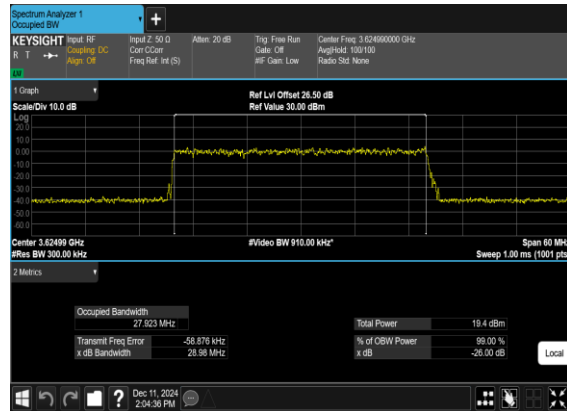 Spectrum Analyzer 1
Occupied BW
+
KEYSIGHT Input: RF Input Z: 50 Ω Atten: 20 dB Trig: Free Run Center Freq: 3.624990000 GHz
R T Coupling: DC Corr CCorr Gate: Off Avg|Hold: 100/100
Align: Off Freq Ref: Int (S) #IF Gain: Low Radio Std: None
LXI
1 Graph
Scale/Div 10.0 dB
Ref Lvl Offset 26.50 dB
Ref Value 30.00 dBm
Log
20.0
10.0
0.00
-10.0
-20.0
-30.0
-40.0
-50.0
-60.0
Center 3.62499 GHz #Video BW 910.00 kHz* Span 60 MHz
#Res BW 300.00 kHz Sweep 1.00 ms (1001 pts)
2 Metrics
Occupied Bandwidth
27.923 MHz
Total Power 19.4 dBm
Transmit Freq Error -58.876 kHz % of OBW Power 99.00 %
x dB Bandwidth 28.98 MHz x dB -26.00 dB
Local
? Dec 11, 2024
2:04:36 PM